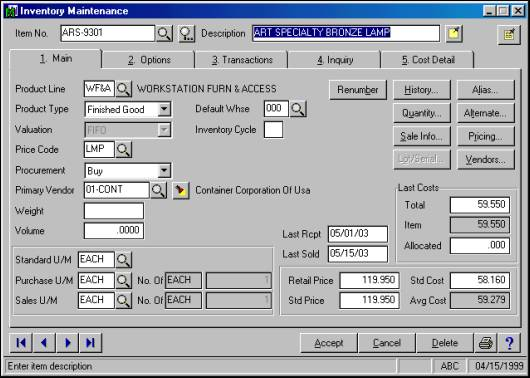 Inventory Maintenance
Item No. ARS-9301 Description ART SPECIALTY BRONZE LAMP
1. Main 2. Options 3. Transactions 4. Inquiry 5. Cost Detail
Product Line WF&A WORKSTATION FURN & ACCESS Renumber History... Alias...
Product Type Finished Good Default Whse 000 Quantity... Alternate...
Valuation FIFO Inventory Cycle Sale Info... Pricing...
Price Code LMP Lot/Serial... Vendors...
Procurement Buy
Primary Vendor 01-CONT Container Corporation Of Usa
Last Costs
Total 59.550
Weight
Item 59.550
Volume .0000
Allocated .000
Last Rcpt 05/01/03
Last Sold 05/15/03
Standard U/M EACH
Purchase U/M EACH No. Of EACH 1
Sales U/M EACH No. Of EACH 1
Retail Price 119.950 Std Cost 58.160
Std Price 119.950 Avg Cost 59.279
Accept Cancel Delete ?
Enter item description ABC 04/15/1999